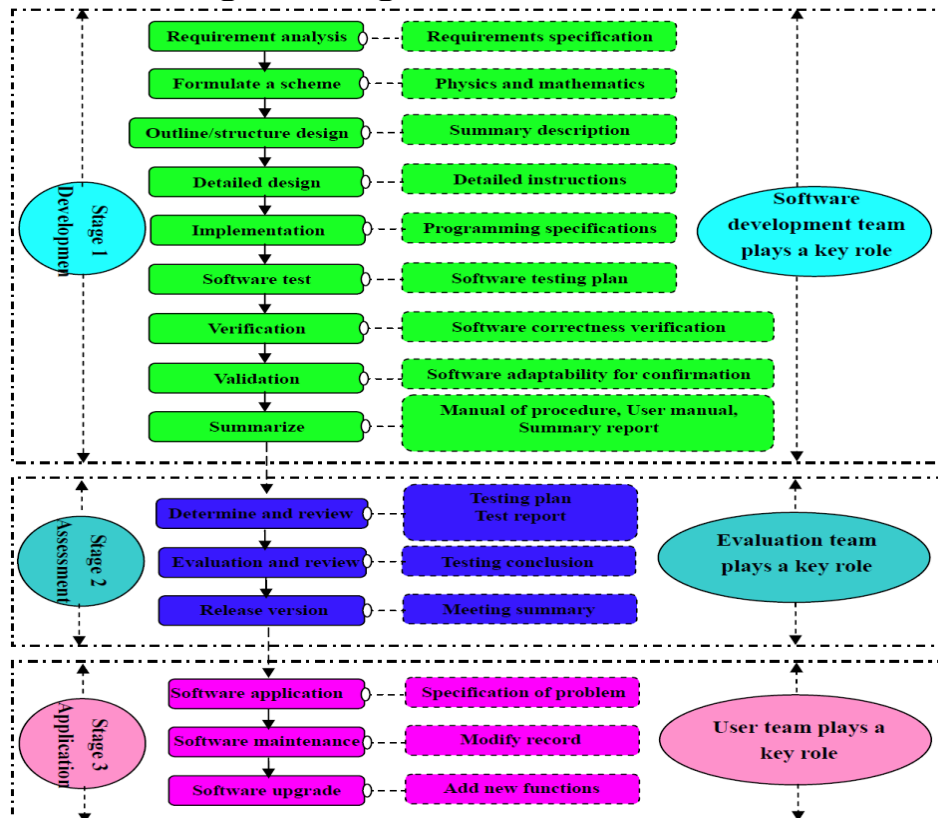 Requirement analysis
Requirements specification
Formulate a scheme
Physics and mathematics
Outline/structure design
Summary description
Detailed design
Detailed instructions
Stage 1
Developmen
Implementation
Programming specifications
Software
development team
plays a key role
Software test
Software testing plan
Verification
Software correctness verification
Validation
Software adaptability for confirmation
Summarize
Manual of procedure, User manual,
Summary report
Determine and review
Testing plan
Test report
Stage 2
Assessment
Evaluation and review
Testing conclusion
Evaluation team
plays a key role
Release version
Meeting summary
Software application
Specification of problem
Stage 3
Application
Software maintenance
Modify record
User team plays a
key role
Software upgrade
Add new functions